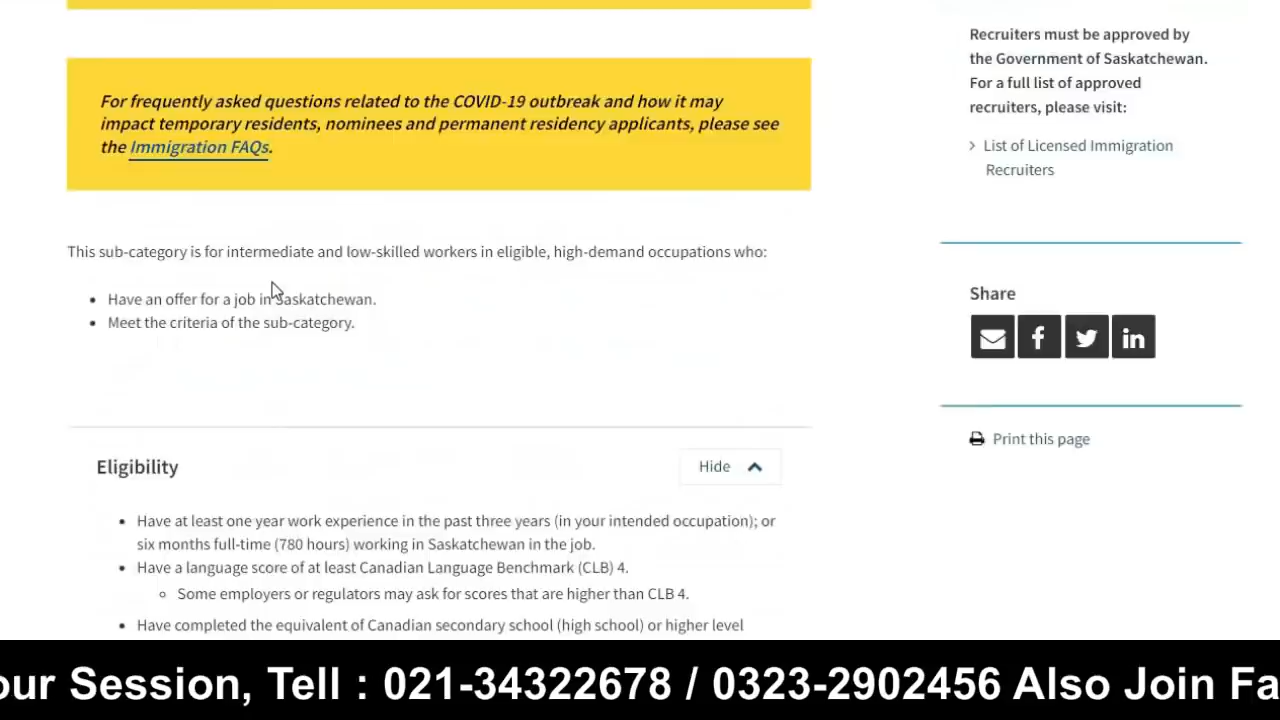 For frequently asked questions related to the COVID-19 outbreak and how it may
impact temporary residents, nominees and permanent residency applicants, please see
the Immigration FAQs.
This sub-category is for intermediate and low-skilled workers in eligible, high-demand occupations who:
Have an offer for a job in Saskatchewan.
Meet the criteria of the sub-category.
Eligibility
Hide
Have at least one year work experience in the past three years (in your intended occupation); or
six months full-time (780 hours) working in Saskatchewan in the job.
Have a language score of at least Canadian Language Benchmark (CLB) 4.
Some employers or regulators may ask for scores that are higher than CLB 4.
Have completed the equivalent of Canadian secondary school (high school) or higher level
Recruiters must be approved by
the Government of Saskatchewan.
For a full list of approved
recruiters, please visit:
List of Licensed Immigration
Recruiters
Share
Print this page
our Session, Tell : 021-34322678 / 0323-2902456 Also Join Fa